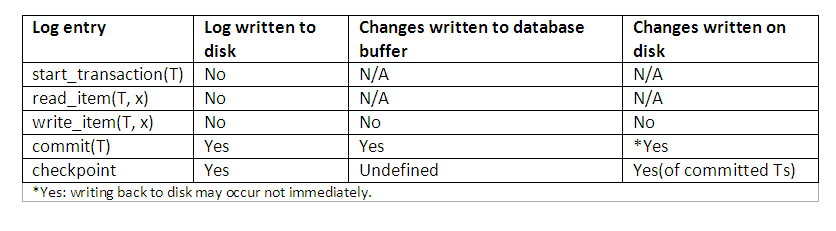 Log entry Log written to disk Changes written to database buffer Changes written on disk
start_transaction(T) No N/A N/A
read_item(T, x) No N/A N/A
write_item(T, x) No No No
commit(T) Yes Yes *Yes
checkpoint Yes Undefined Yes(of committed Ts)
*Yes: writing back to disk may occur not immediately.